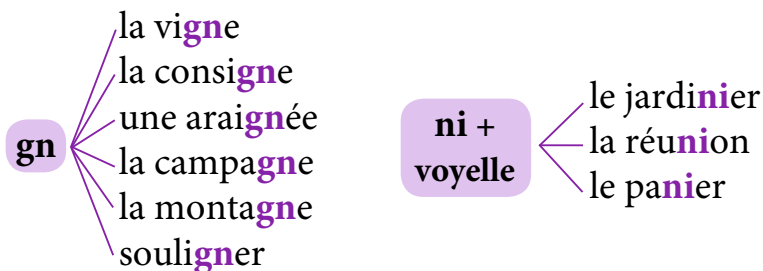 gn
la vigne
la consigne
une araignée
la campagne
la montagne
souligner
ni +
voyelle
le jardinier
la réunion
le panier